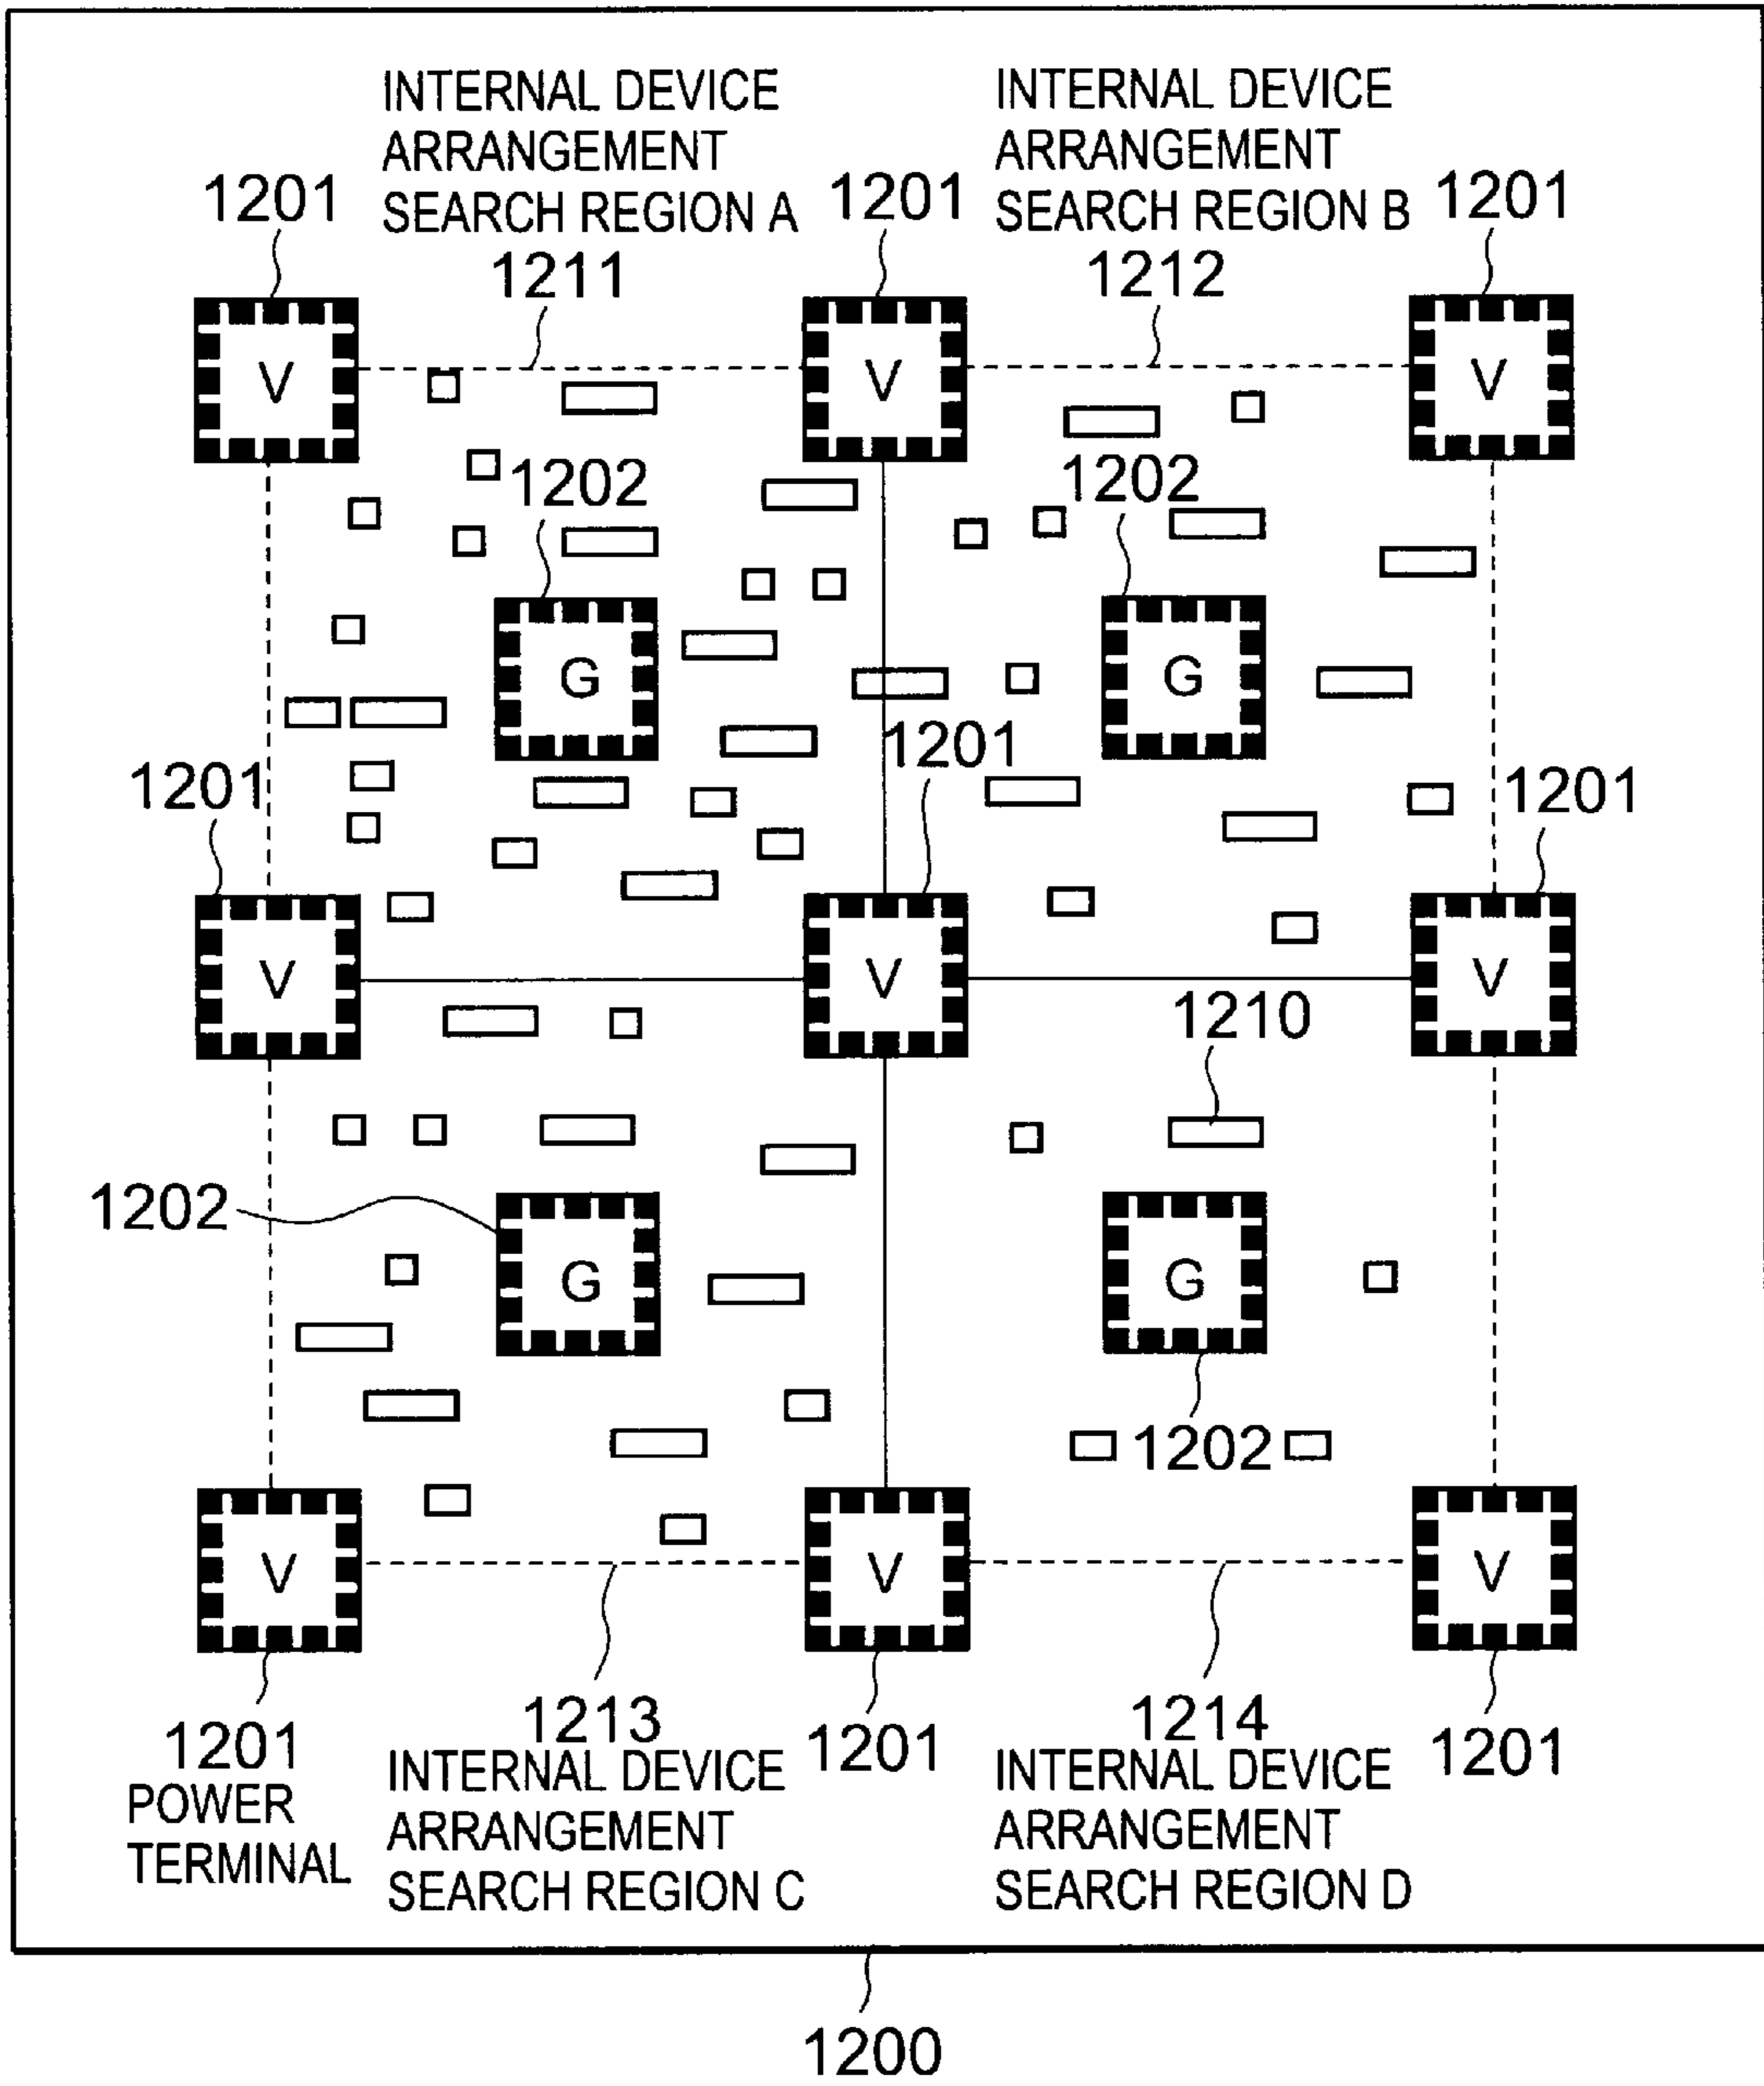 INTERNAL DEVICE
ARRANGEMENT
SEARCH REGION A
INTERNAL DEVICE
ARRANGEMENT
SEARCH REGION B
1201
1201
1201
1211
1212
V
V
V
1202
1202
G
G
1201
1201
1201
V
V
V
1210
1202
G
G
1202
V
V
V
1201
POWER
TERMINAL
1213
INTERNAL DEVICE
ARRANGEMENT
SEARCH REGION C
1201
1214
INTERNAL DEVICE
ARRANGEMENT
SEARCH REGION D
1201
1200